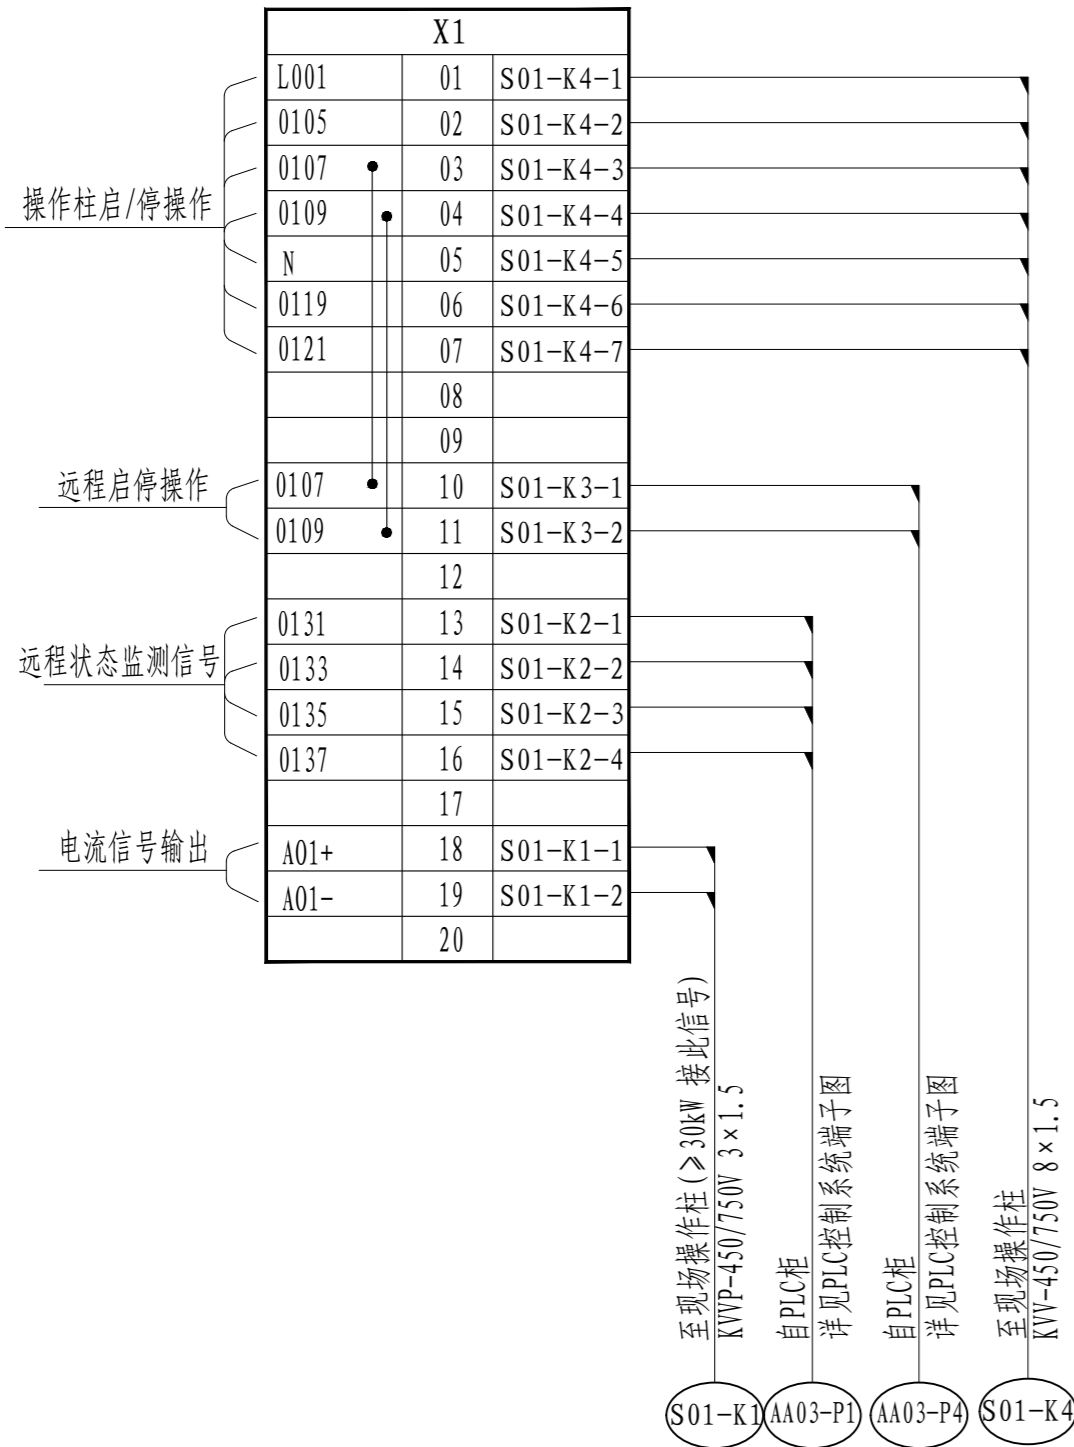 X1
L001 01 S01-K4-1
0105 02 S01-K4-2
0107 03 S01-K4-3
操作柱启/停操作
0109 04 S01-K4-4
N 05 S01-K4-5
0119 06 S01-K4-6
0121 07 S01-K4-7
08
09
远程启停操作
0107 10 S01-K3-1
0109 11 S01-K3-2
12
0131 13 S01-K2-1
远程状态监测信号
0133 14 S01-K2-2
0135 15 S01-K2-3
0137 16 S01-K2-4
17
电流信号输出
A01+ 18 S01-K1-1
A01- 19 S01-K1-2
20
至现场操作柱(≥30kW 接此信号)
KVVP-450/750V 3×1.5
自PLC柜
详见PLC控制系统端子图
自PLC柜
详见PLC控制系统端子图
至现场操作柱
KVV-450/750V 8×1.5
S01-K1
AA03-P1
AA03-P4
S01-K4